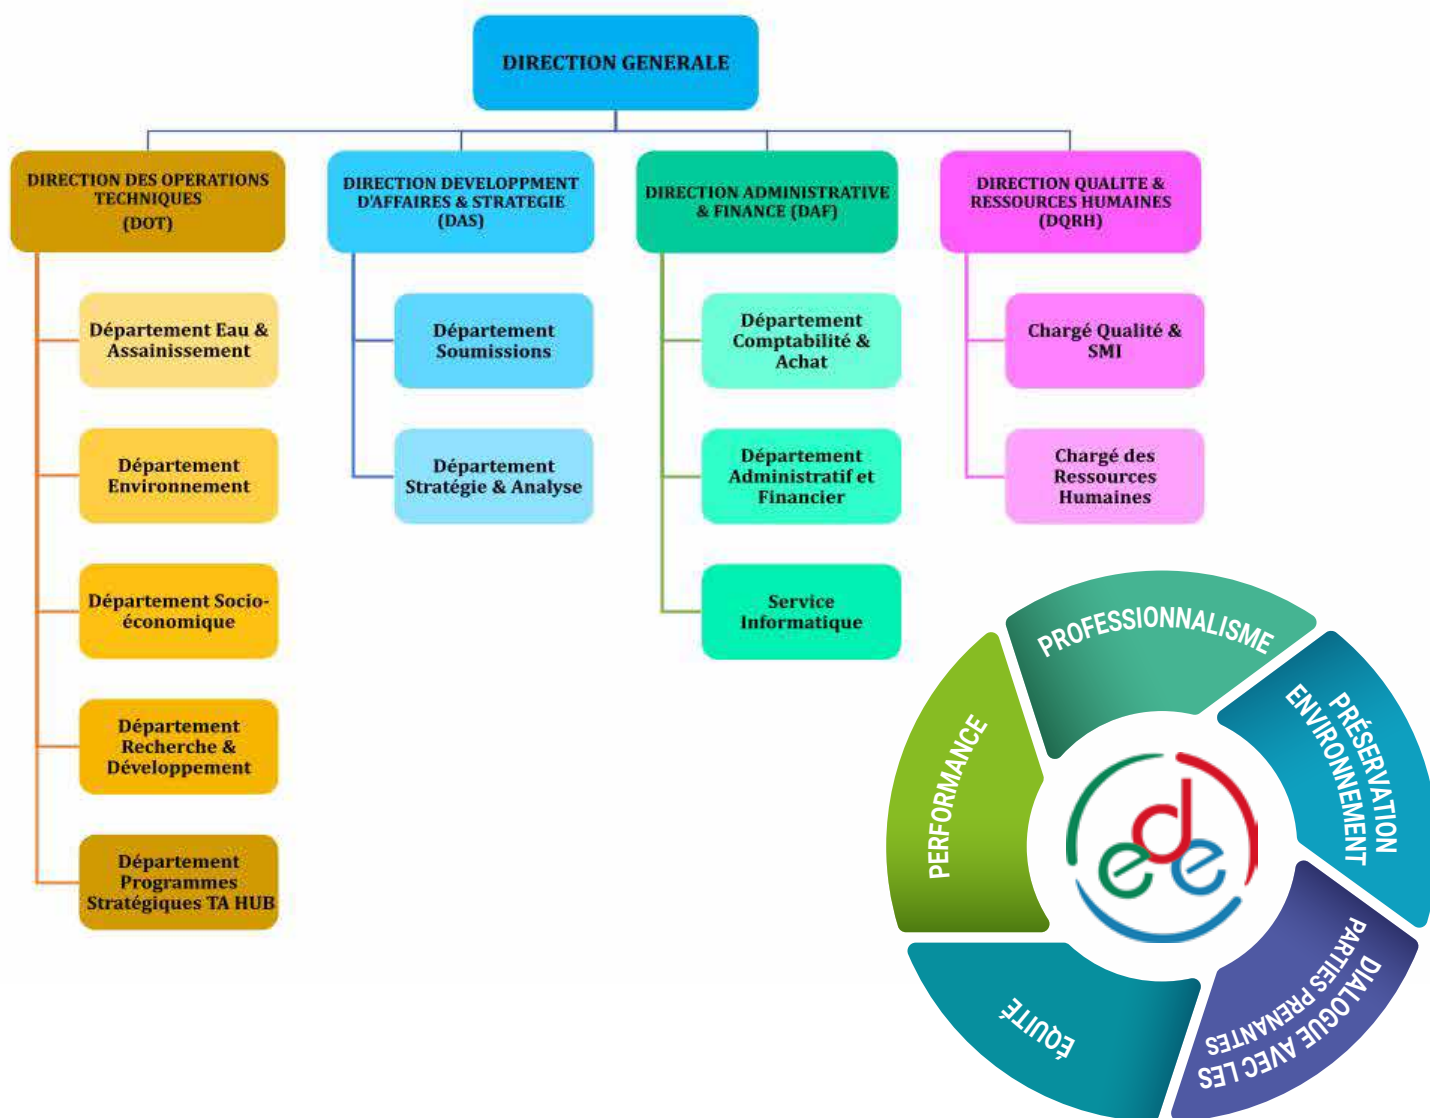 DIRECTION GENERALE
DIRECTION DES OPERATIONS
TECHNIQUES
(DOT)
Département Eau &
Assainissement
Département
Environnement
Département Socio-
économique
Département
Recherche &
Développement
Département
Programmes
Stratégiques TA HUB
DIRECTION DEVELOPPMENT
D'AFFAIRES & STRATEGIE
(DAS)
Département
Soumissions
Département
Stratégie & Analyse
DIRECTION ADMINISTRATIVE
& FINANCE (DAF)
Département
Comptabilité &
Achat
Département
Administratif et
Financier
Service
Informatique
DIRECTION QUALITE &
RESSOURCES HUMAINES
(DQRH)
Chargé Qualité &
SMI
Chargé des
Ressources
Humaines
PROFESSIONNALISME
PRÉSERVATION
ENVIRONNEMENT
DIALOGUE AVEC LES
PARTIES PRENANTES
ÉQUITÉ
PERFORMANCE
ede